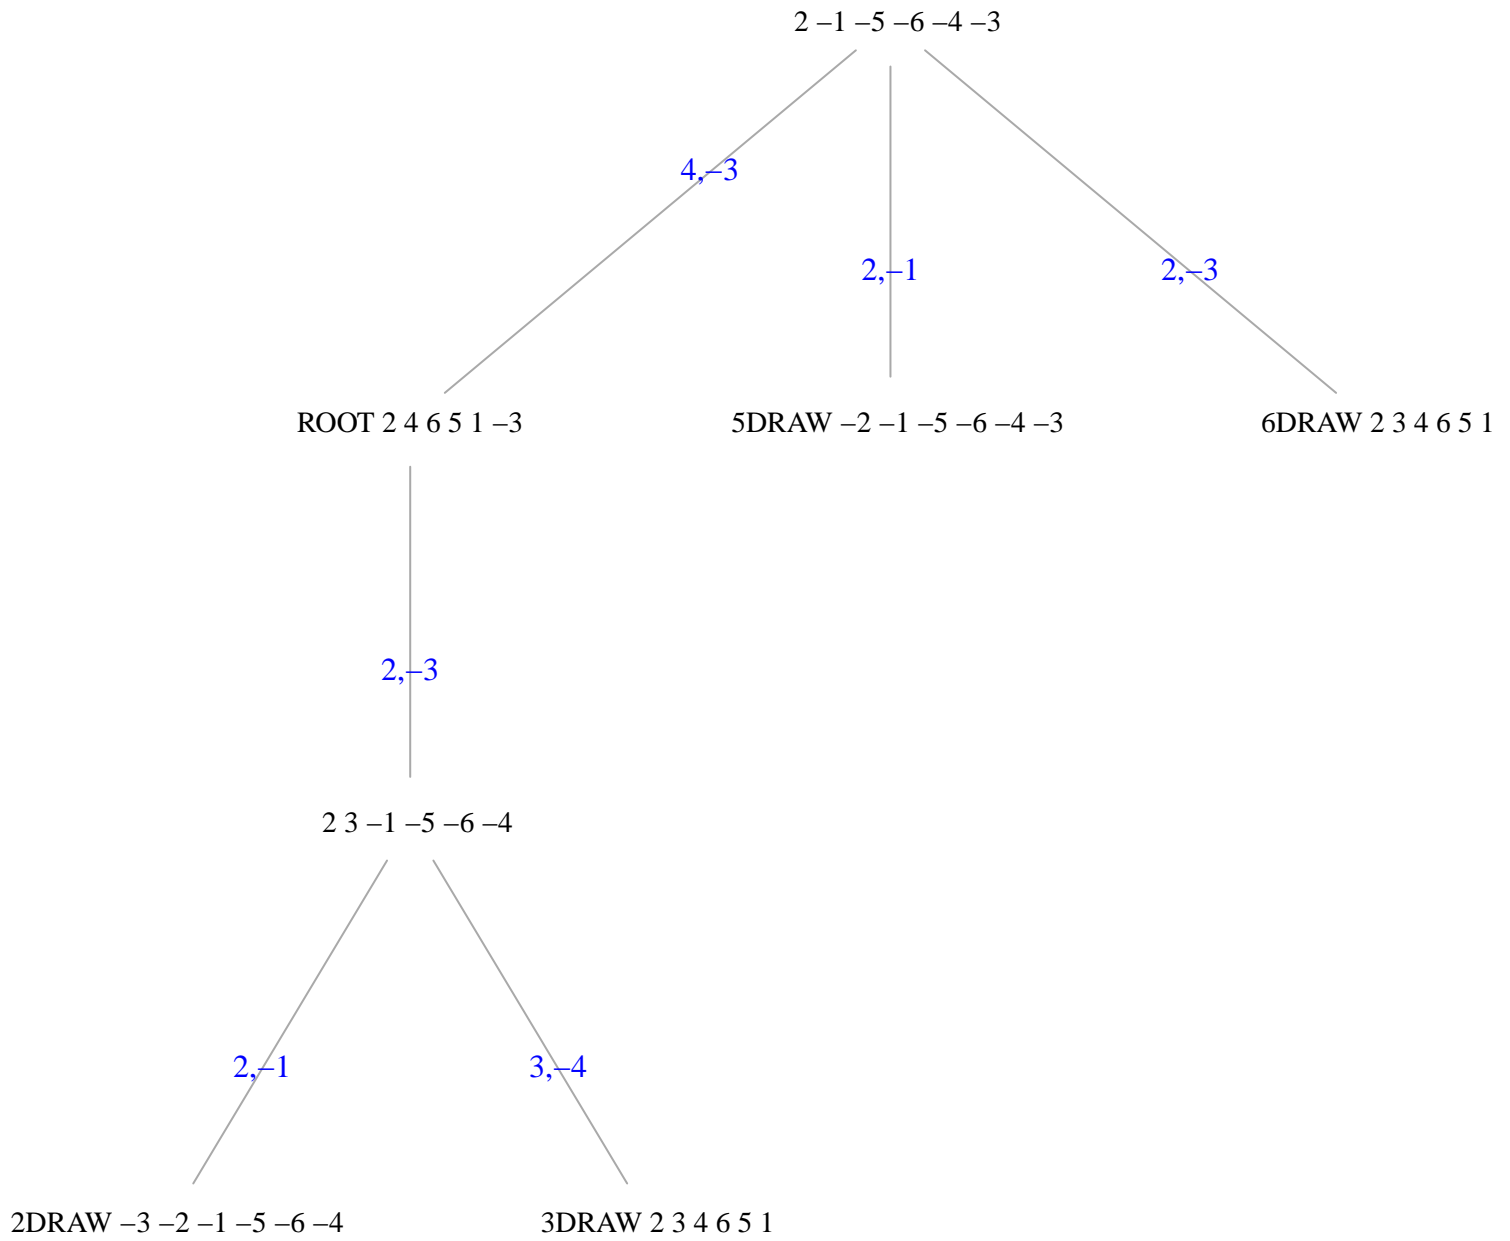 2 –1 –5 –6 –4 –3
4,–3
2,–1
2,–3
ROOT 2 4 6 5 1 –3
5DRAW –2 –1 –5 –6 –4 –3
6DRAW 2 3 4 6 5 1
2,–3
2 3 –1 –5 –6 –4
2,–1
3,–4
2DRAW –3 –2 –1 –5 –6 –4
3DRAW 2 3 4 6 5 1